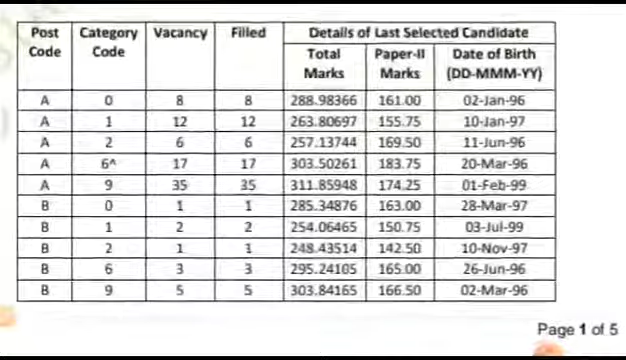 Post Code Category Code Vacancy Filled Details of Last Selected Candidate
Total Marks Paper-II Marks Date of Birth (DD-MMM-YY)
A 0 8 8 288.98366 161.00 02-Jan-96
A 1 12 12 263.80697 155.75 10-Jan-97
A 2 6 6 257.13744 169.50 11-Jun-96
A 6^ 17 17 303.50261 183.75 20-Mar-96
A 9 35 35 311.85948 174.25 01-Feb-99
B 0 1 1 285.34876 163.00 28-Mar-97
B 1 2 2 254.06465 150.75 03-Jul-99
B 2 1 1 248.43514 142.50 10-Nov-97
B 6 3 3 295.24105 165.00 26-Jun-96
B 9 5 5 303.84165 166.50 02-Mar-96
Page 1 of 5